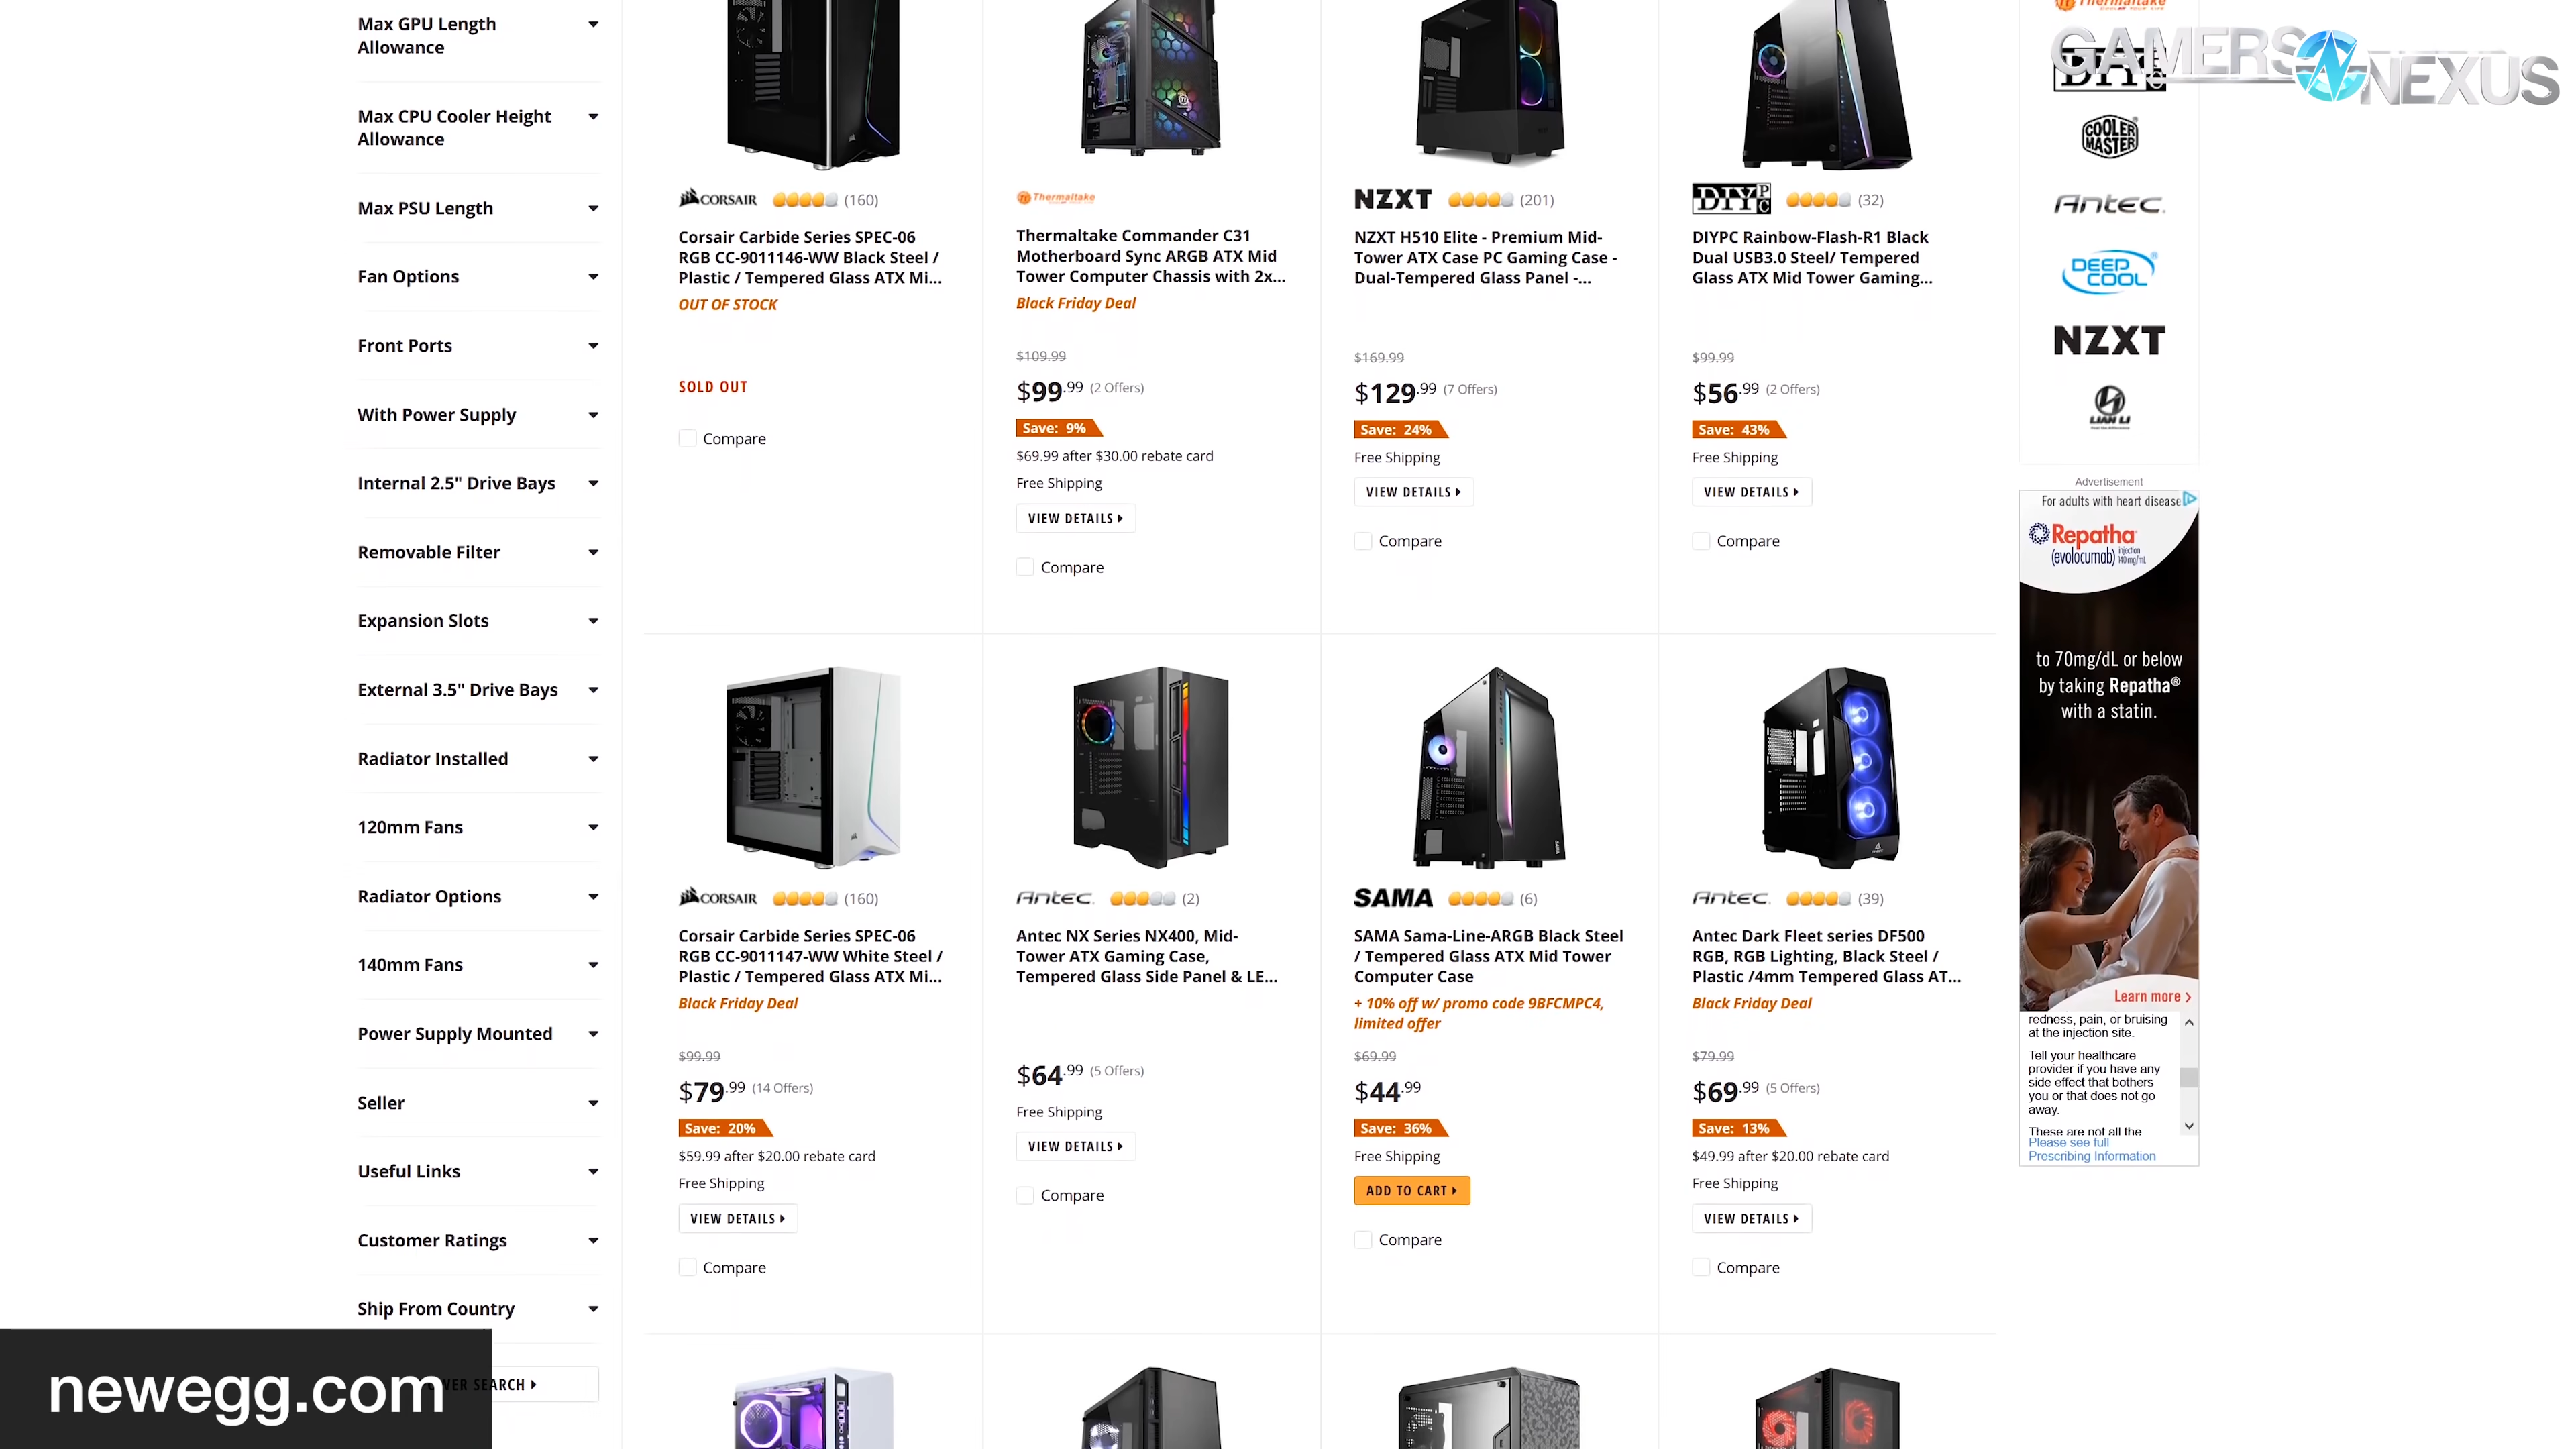 Max GPU Length
Allowance
Max CPU Cooler Height
Allowance
Max PSU Length
Fan Options
Front Ports
With Power Supply
Internal 2.5" Drive Bays
Removable Filter
Expansion Slots
External 3.5" Drive Bays
Radiator Installed
120mm Fans
Radiator Options
140mm Fans
Power Supply Mounted
Seller
Useful Links
Customer Ratings
Ship From Country
SEARCH
newegg.com
CORSAIR (160)
Corsair Carbide Series SPEC-06
RGB CC-9011146-WW Black Steel /
Plastic / Tempered Glass ATX Mi...
OUT OF STOCK
SOLD OUT
Compare
Thermaltake
Thermaltake Commander C31
Motherboard Sync ARGB ATX Mid
Tower Computer Chassis with 2x...
Black Friday Deal
$109.99
$99.99 (2 Offers)
Save: 9%
$69.99 after $30.00 rebate card
Free Shipping
VIEW DETAILS
Compare
NZXT (201)
NZXT H510 Elite - Premium Mid-
Tower ATX Case PC Gaming Case -
Dual-Tempered Glass Panel -...
$169.99
$129.99 (7 Offers)
Save: 24%
Free Shipping
VIEW DETAILS
Compare
DIYPC (32)
DIYPC Rainbow-Flash-R1 Black
Dual USB3.0 Steel/ Tempered
Glass ATX Mid Tower Gaming...
$99.99
$56.99 (2 Offers)
Save: 43%
Free Shipping
VIEW DETAILS
Compare
CORSAIR (160)
Corsair Carbide Series SPEC-06
RGB CC-9011147-WW White Steel /
Plastic / Tempered Glass ATX Mi...
Black Friday Deal
$99.99
$79.99 (14 Offers)
Save: 20%
$59.99 after $20.00 rebate card
Free Shipping
VIEW DETAILS
Compare
Antec (2)
Antec NX Series NX400, Mid-
Tower ATX Gaming Case,
Tempered Glass Side Panel & LE...
$64.99 (5 Offers)
Free Shipping
VIEW DETAILS
Compare
SAMA (6)
SAMA Sama-Line-ARGB Black Steel
/ Tempered Glass ATX Mid Tower
Computer Case
+ 10% off w/ promo code 9BFCMPC4,
limited offer
$69.99
$44.99
Save: 36%
Free Shipping
ADD TO CART
Compare
Antec (39)
Antec Dark Fleet series DF500
RGB, RGB Lighting, Black Steel /
Plastic /4mm Tempered Glass AT...
Black Friday Deal
$79.99
$69.99 (5 Offers)
Save: 13%
$49.99 after $20.00 rebate card
Free Shipping
VIEW DETAILS
Compare
Thermaltake
GAMERS NEXUS
DIY
COOLER
MASTER
Antec
DEEP
COOL
NZXT
LIAN LI
Advertisement
For adults with heart disease
Repatha
(evolocumab) injection
140 mg/mL
to 70mg/dL or below
by taking Repatha®
with a statin.
Learn more >
redness, pain, or bruising
at the injection site.
Tell your healthcare
provider if you have any
side effect that bothers
you or that does not go
away.
These are not all the
Please see full
Prescribing Information